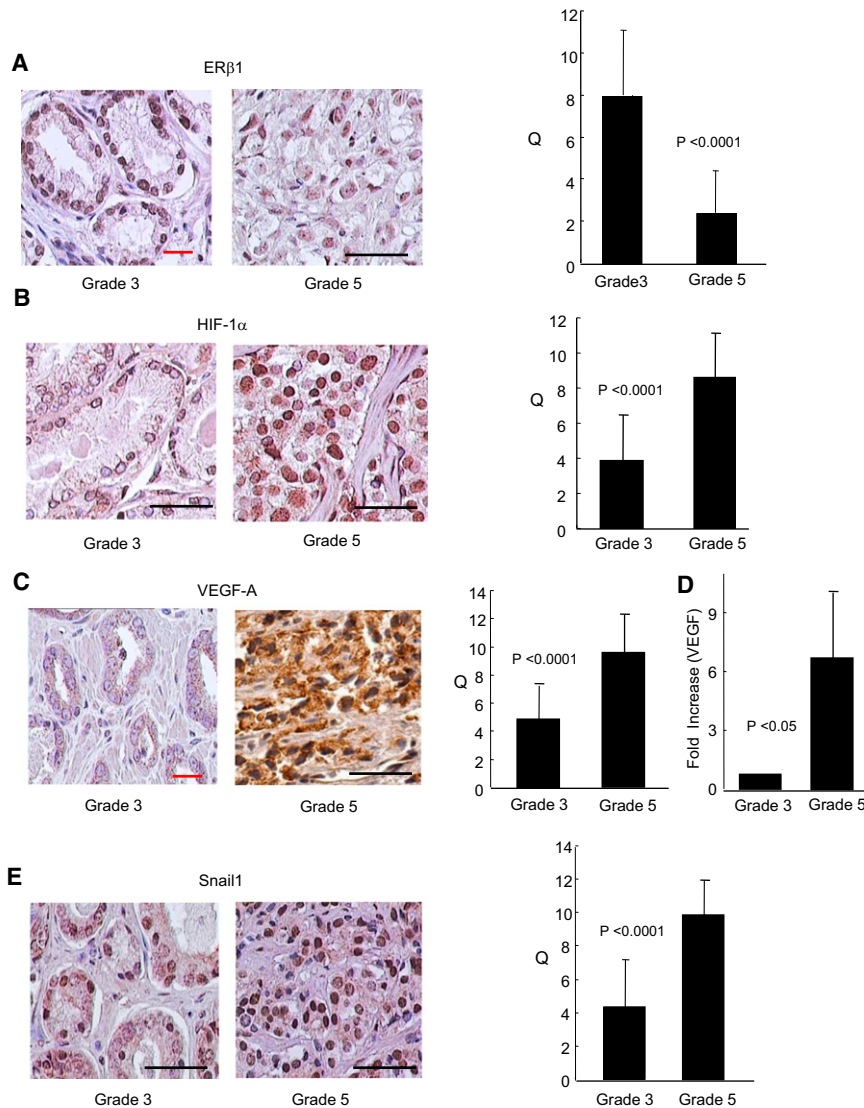 A
ERβ1
Grade 3
Grade 5
12
10
8
6
4
2
0
Q
P <0.0001
Grade3
Grade 5
B
HIF-1α
Grade 3
Grade 5
12
10
8
6
4
2
0
Q
P <0.0001
Grade 3
Grade 5
C
VEGF-A
Grade 3
Grade 5
14
12
10
8
6
4
2
0
Q
P <0.0001
Grade 3
Grade 5
D
Fold Increase (VEGF)
9
6
3
0
P <0.05
Grade 3
Grade 5
E
Snail1
Grade 3
Grade 5
14
12
10
8
6
4
2
0
Q
P <0.0001
Grade 3
Grade 5